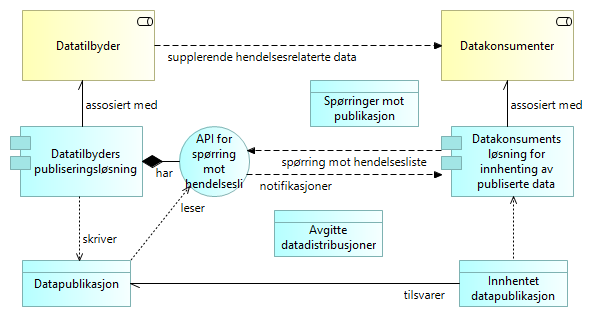 Datatilbyder
Datakonsumenter
supplerende hendelsesrelaterte data
assosiert med
Spørringer mot
publikasjon
assosiert med
Datatilbyders
publiseringsløsning
har
API for
spørring
mot
hendelsesli
spørring mot hendelsesliste
notifikasjoner
Datakonsuments
løsning for
innhenting av
publiserte data
leser
skriver
Avgitte
datadistribusjoner
Datapublikasjon
tilsvarer
Innhentet
datapublikasjon